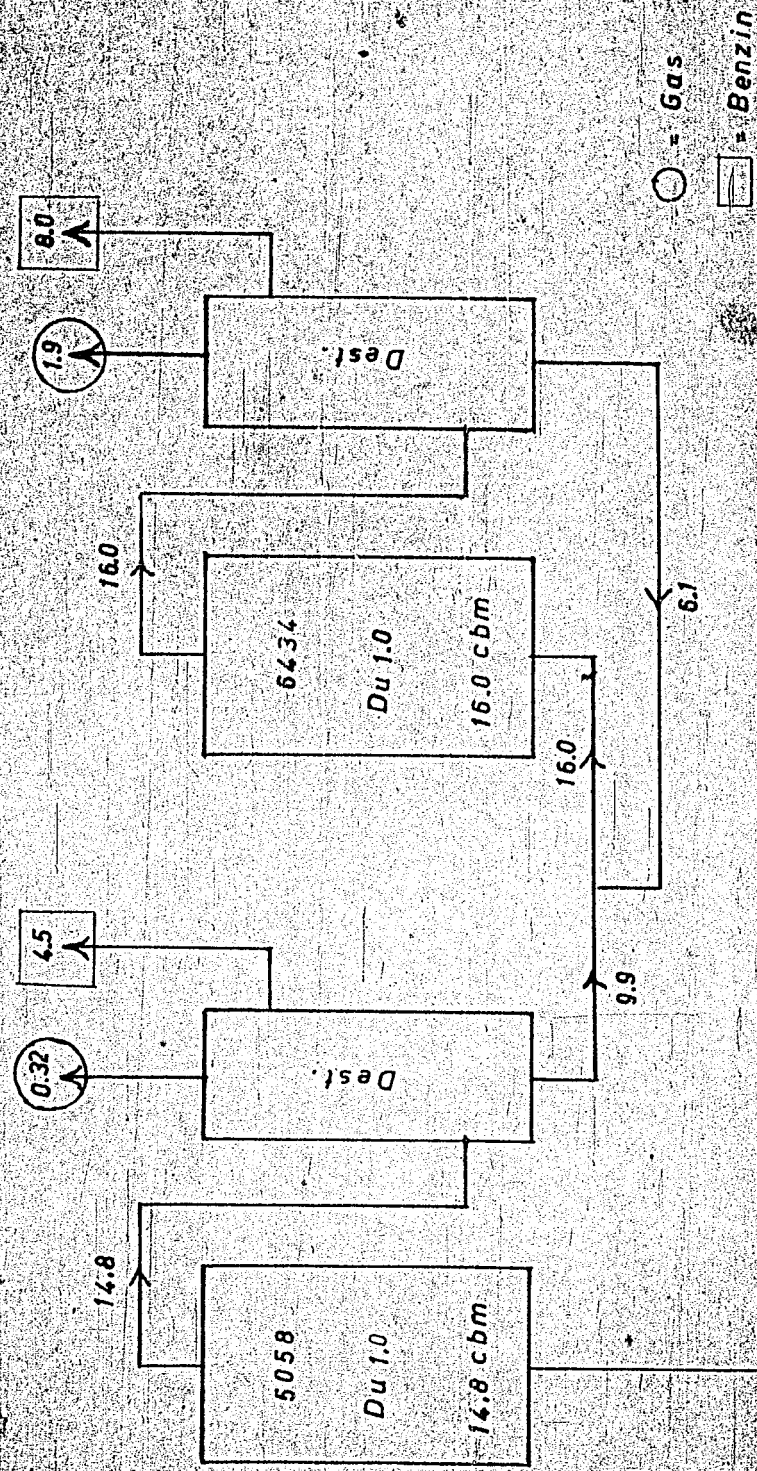 0.32
4.5
1.9
8.0
14.8
16.0
5058
Du 1.0
14.8 cbm
Dest.
6434
Du 1.0
16.0 cbm
Dest.
9.9
16.0
6.1
= Gas
= Benzin